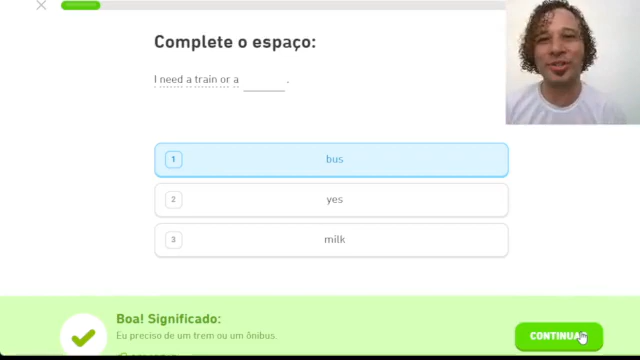 Complete o espaço:
I need a train or a ______ .
1 bus
2 yes
3 milk
Boa! Significado:
Eu preciso de um trem ou um ônibus.